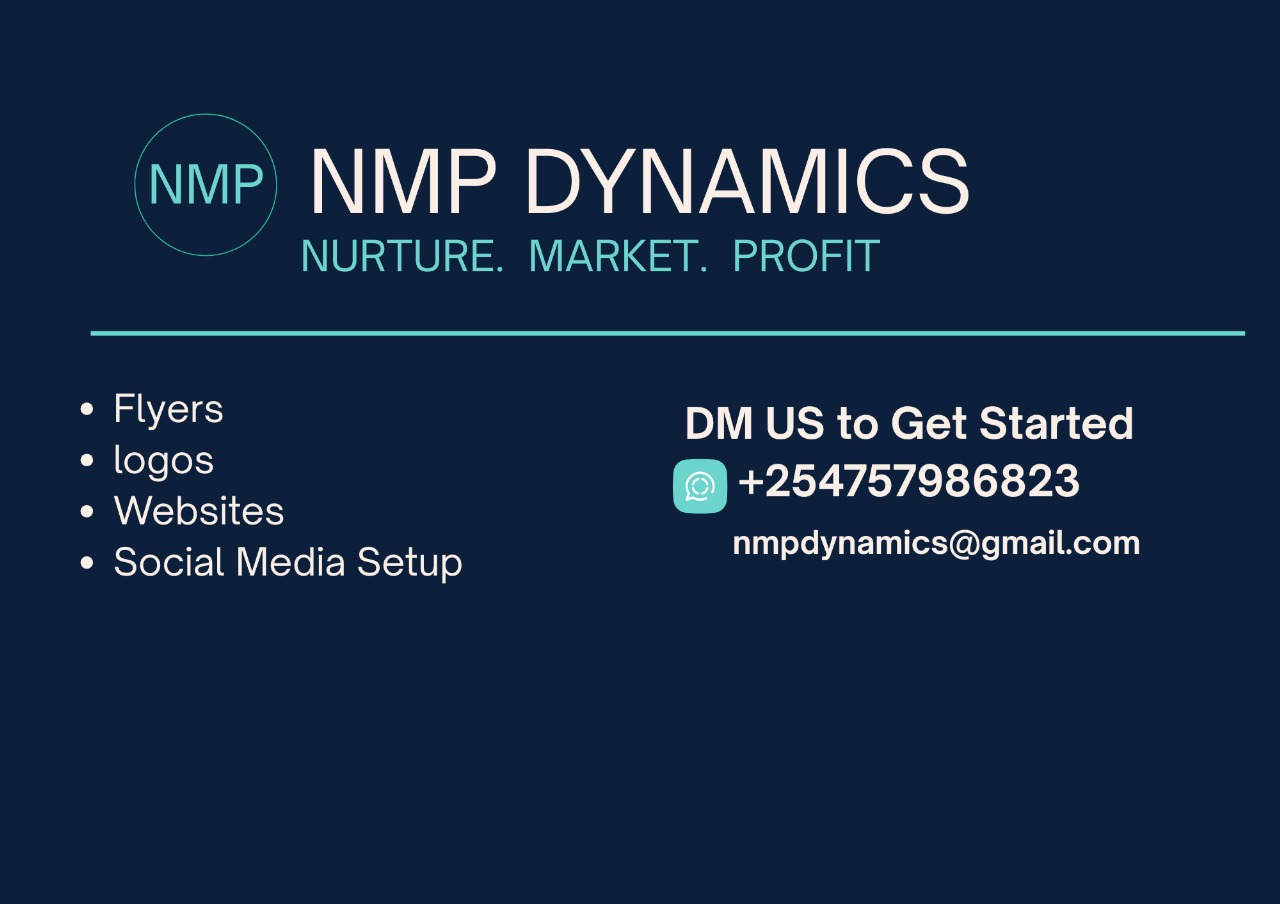 NMP
NMP DYNAMICS
NURTURE. MARKET. PROFIT
Flyers
logos
Websites
Social Media Setup
DM US to Get Started
+254757986823
nmpdynamics@gmail.com